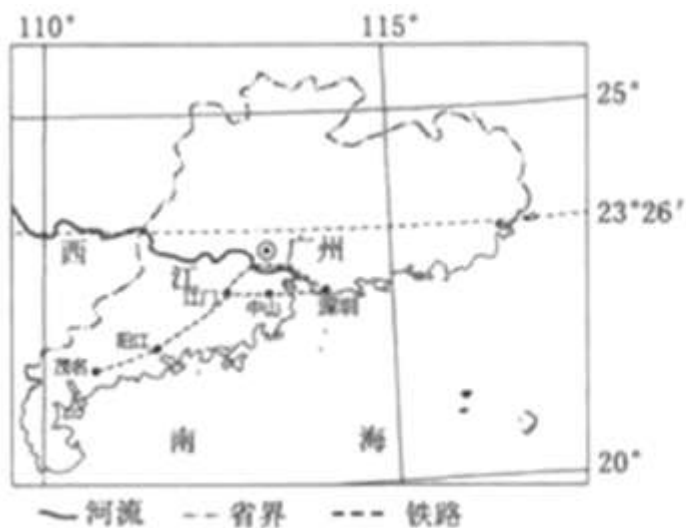 110° 115°
25°
23°26′
广州
西
江
江门
中山
深圳
阳江
茂名
南 海
20°
河流 省界 铁路